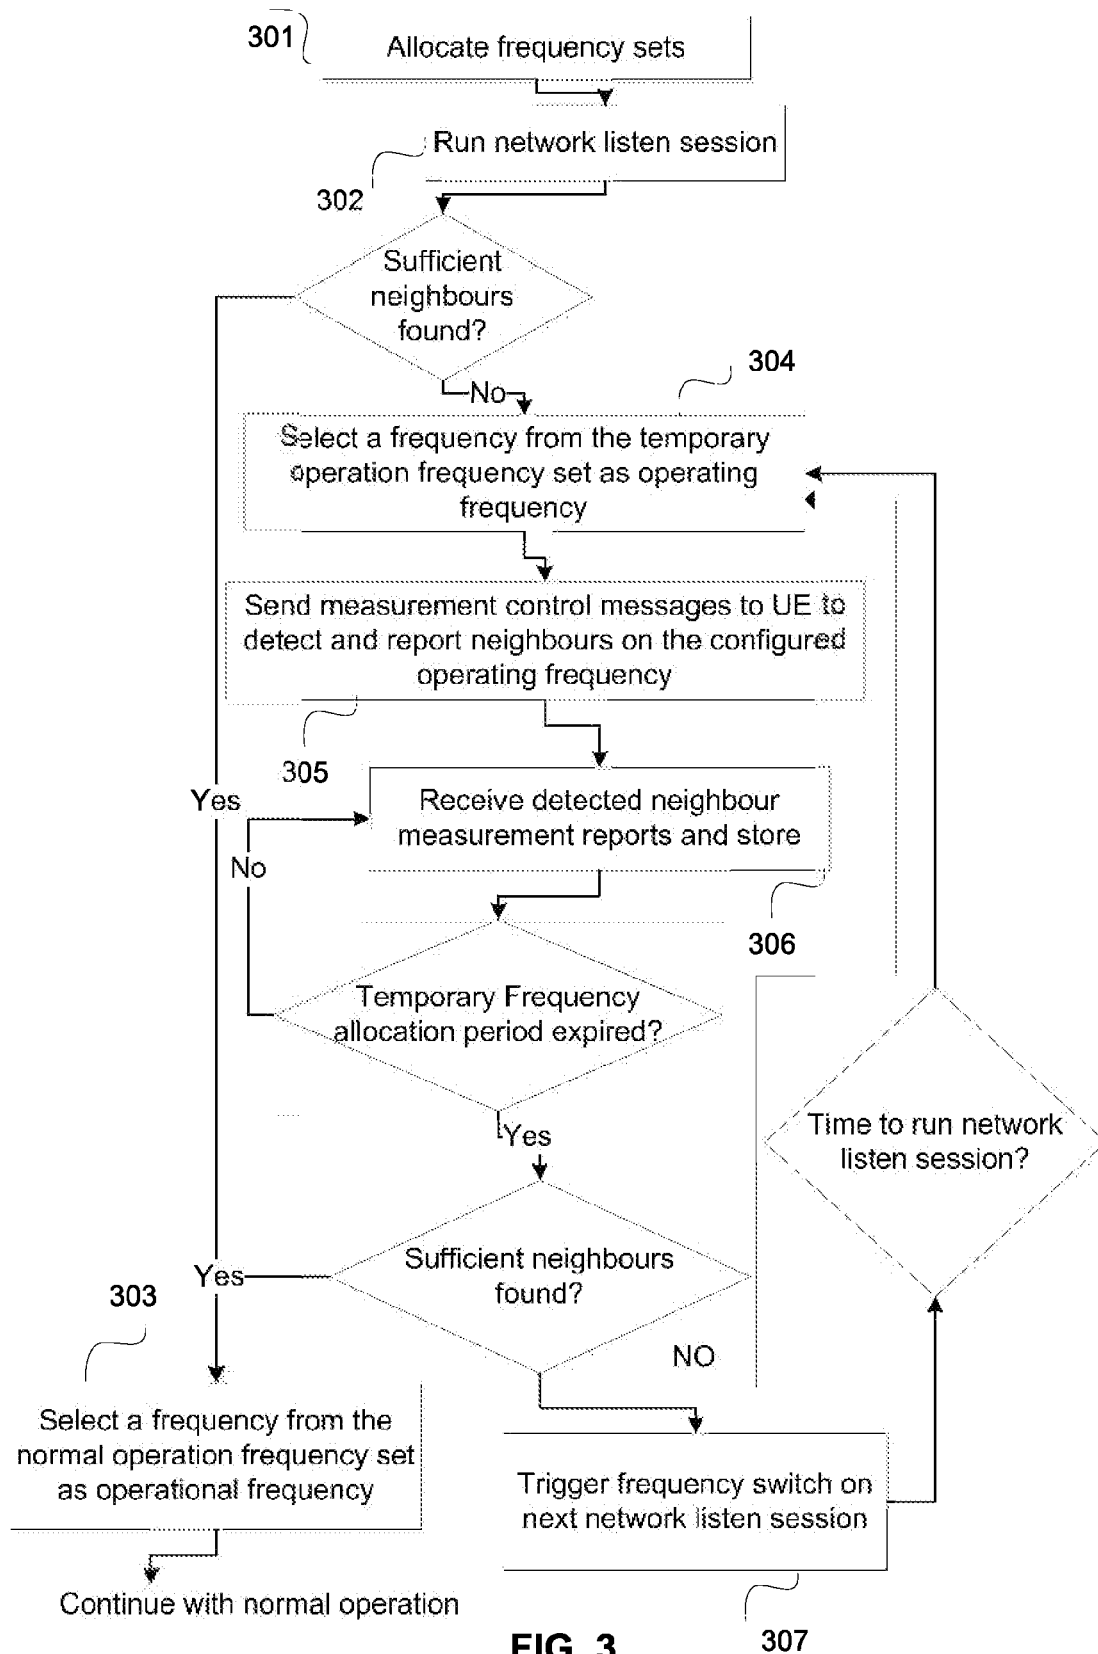 301
Allocate frequency sets
Run network listen session
302
Sufficient
neighbours
found?
304
No
Select a frequency from the temporary
operation frequency set as operating
frequency
Send measurement control messages to UE to
detect and report neighbours on the configured
operating frequency
305
Yes
Receive detected neighbour
measurement reports and store
No
306
Temporary Frequency
allocation period expired?
Yes
Time to run network
listen session?
Sufficient neighbours
found?
Yes
303
NO
Select a frequency from the
normal operation frequency set
as operational frequency
Trigger frequency switch on
next network listen session
Continue with normal operation
307
FIG. 3